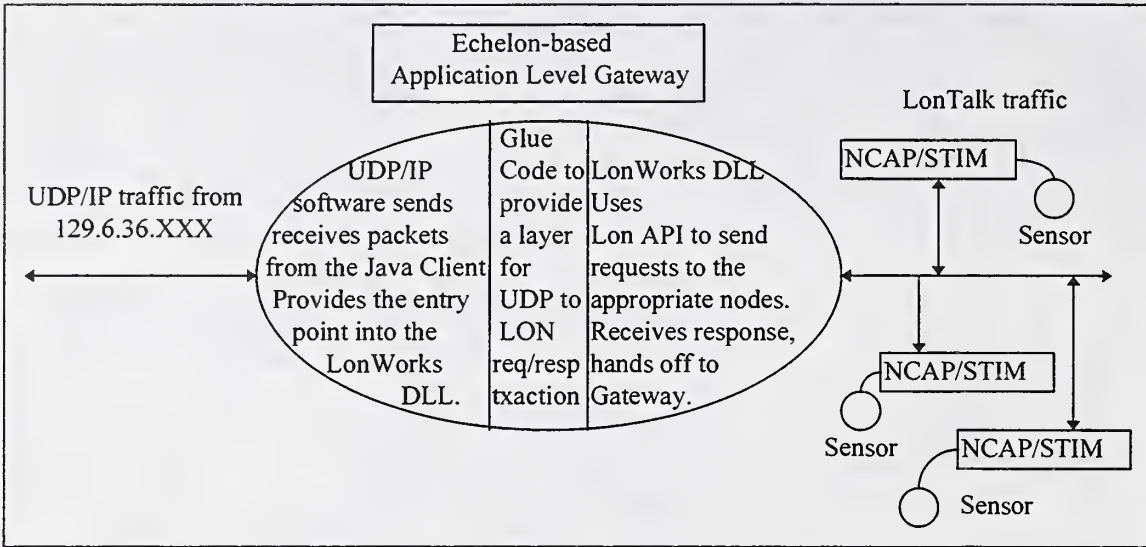 Echelon-based
Application Level Gateway
UDP/IP traffic from
129.6.36.XXX
UDP/IP
software sends
receives packets
from the Java Client
Provides the entry
point into the
LonWorks
DLL.
Glue
Code to
provide
a layer
for
UDP to
LON
req/resp
txaction
LonWorks DLL
Uses
Lon API to send
requests to the
appropriate nodes.
Receives response,
hands off to
Gateway.
LonTalk traffic
NCAP/STIM
Sensor
NCAP/STIM
Sensor
NCAP/STIM
Sensor